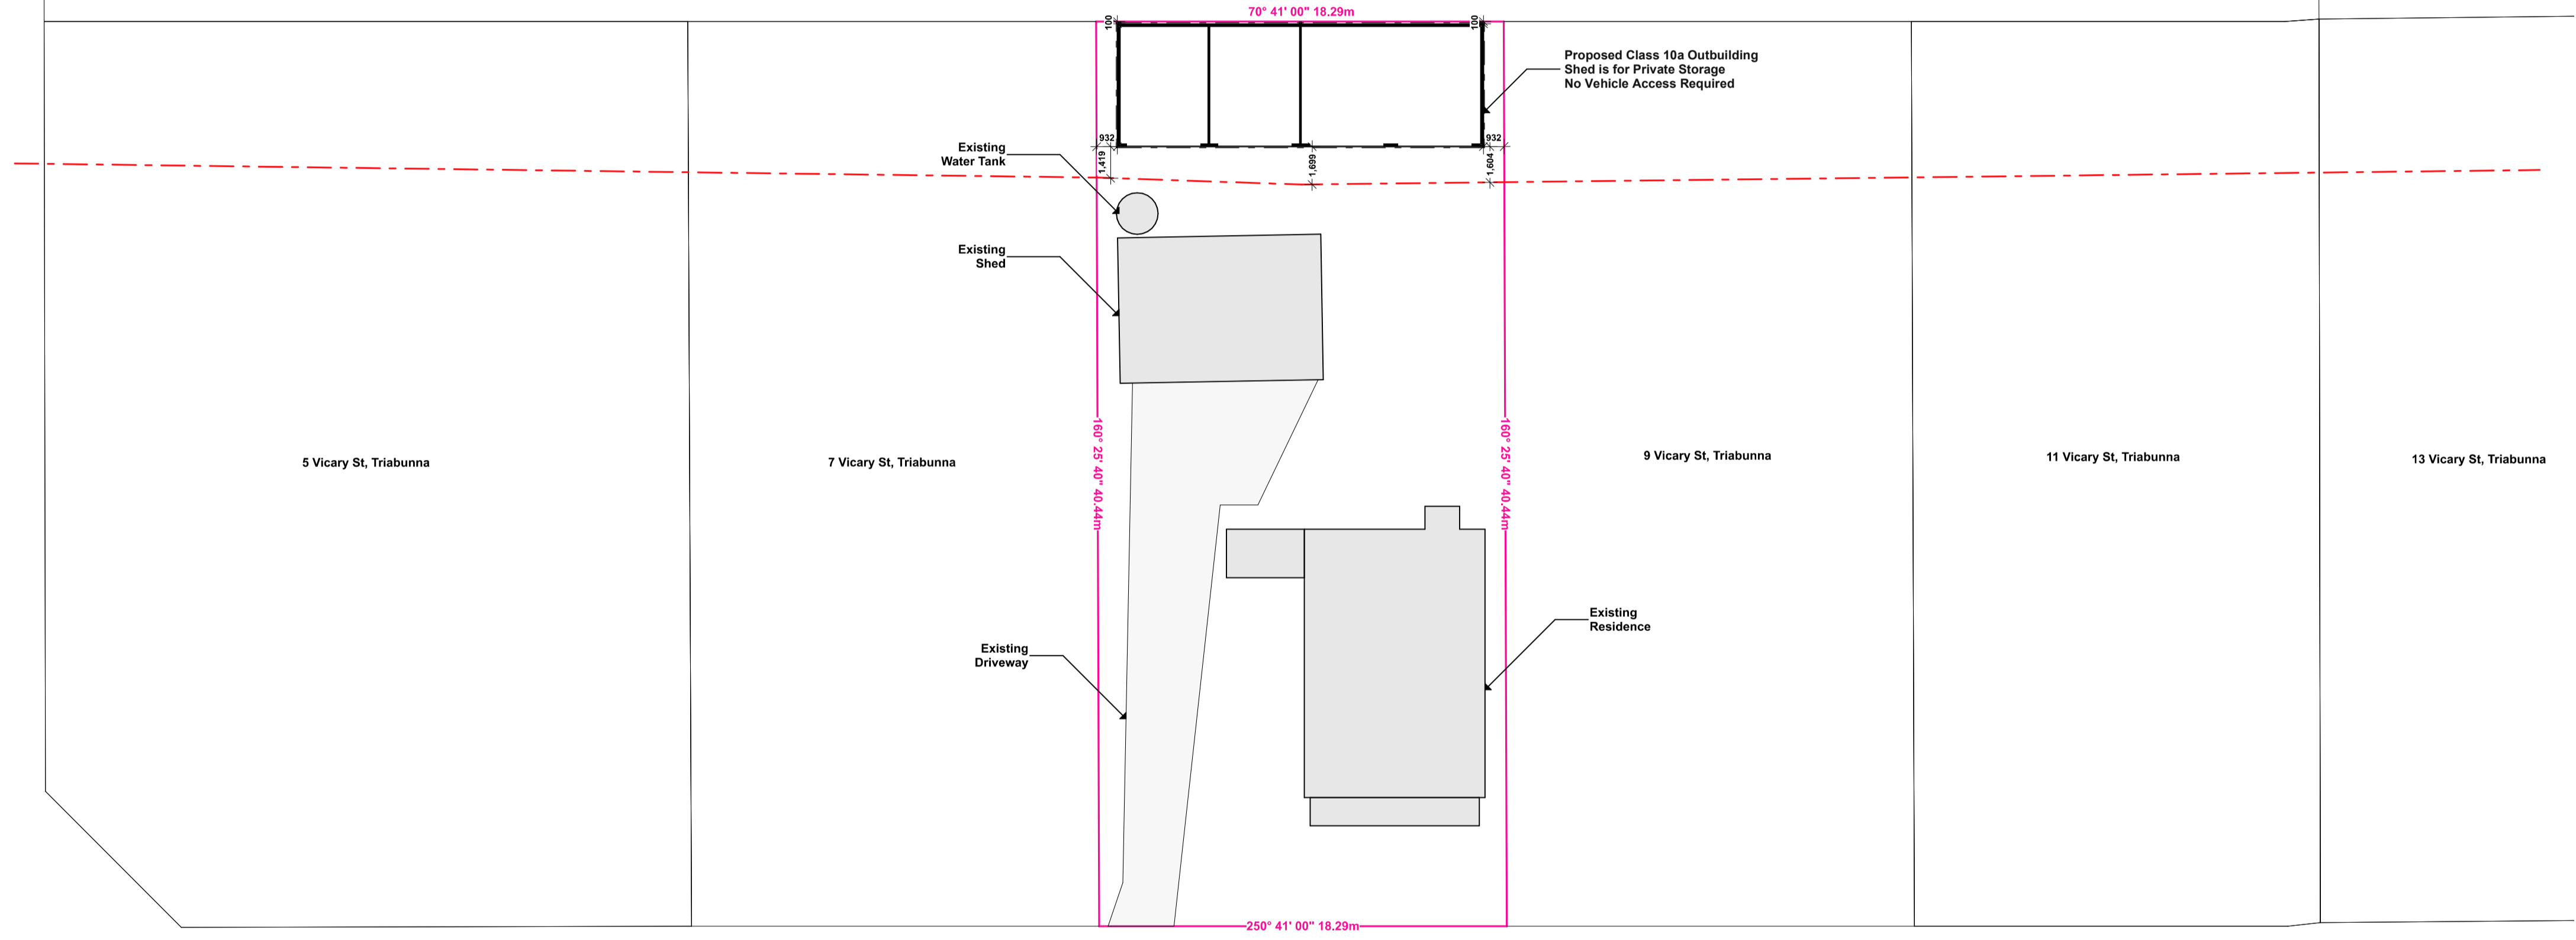 70° 41' 00" 18.29m
100
100
Proposed Class 10a Outbuilding
Shed is for Private Storage
No Vehicle Access Required
932
932
Existing
Water Tank
1,419
1,699
1,604
Existing
Shed
160° 25' 40" 40.44m
160° 25' 40" 40.44m
5 Vicary St, Triabunna
7 Vicary St, Triabunna
9 Vicary St, Triabunna
11 Vicary St, Triabunna
13 Vicary St, Triabunna
Existing
Residence
Existing
Driveway
250° 41' 00" 18.29m